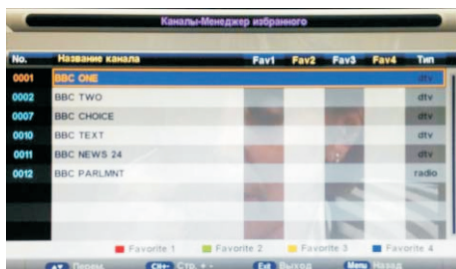 Каналы-Менеджер избранного
No. Название канала Fav1 Fav2 Fav3 Fav4 Тип
0001 BBC ONE dtv
0002 BBC TWO dtv
0007 BBC CHOICE dtv
0010 BBC TEXT dtv
0011 BBC NEWS 24 dtv
0012 BBC PARLMNT radio
Favorite 1 Favorite 2 Favorite 3 Favorite 4
Перем. CH+- Стр. + - Exit Выход Menu Назад